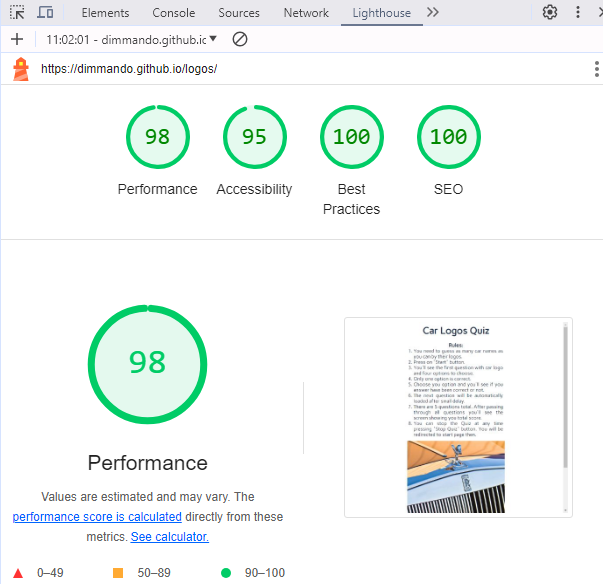 Elements Console Sources Network Lighthouse
11:02:01 - dimmando.github.ic
https://dimmando.github.io/logos/
98 95 100 100
Performance Accessibility Best Practices SEO
98
Performance
Values are estimated and may vary. The
performance score is calculated directly from these
metrics. See calculator.
0–49 50–89 90–100
Car Logos Quiz
Rules:
1. You need to guess as many car names as
you can by their logos.
2. Press on "Start" button.
3. You'll see the first question with car logo
and four options to choose.
4. Only one option is correct.
5. Choose you option and you'll see if you
answer have been correct or not.
6. The next question will be automatically
loaded after small delay.
7. There are 5 questions total. After passing
through all questions you'll see the
screen showing you total score.
8. You can stop the Quiz at any time
pressing "Stop Quiz" button. You will be
redirected to start page then.